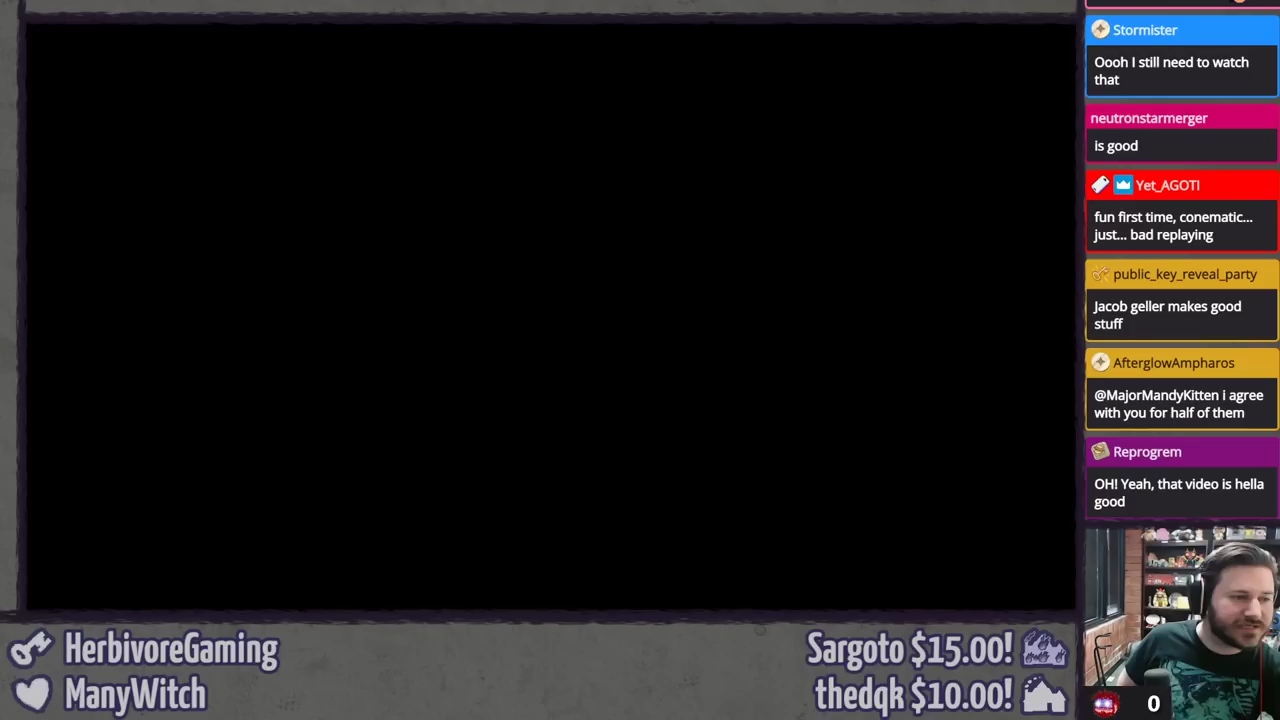 Stormister
Oooh I still need to watch
that
neutronstarmerger
is good
Yet_AGOTI
fun first time, conematic...
just... bad replaying
public_key_reveal_party
Jacob geller makes good
stuff
AfterglowAmpharos
@MajorMandyKitten i agree
with you for half of them
Reprogrem
OH! Yeah, that video is hella
good
HerbivoreGaming
ManyWitch
Sargoto $15.00!
thedqk $10.00!
0